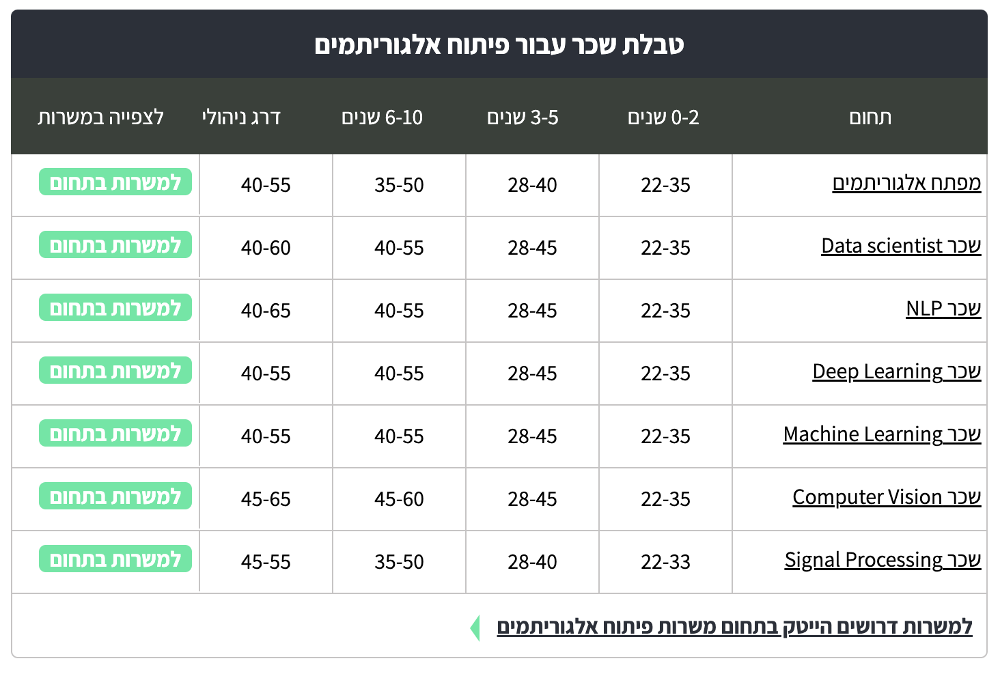 טבלת שכר עבור פיתוח אלגוריתמים
תחום 0-2 שנים 3-5 שנים 6-10 שנים דרג ניהולי לצפייה במשרות
מפתח אלגוריתמים 22-35 28-40 35-50 40-55 למשרות בתחום
שכר Data scientist 22-35 28-45 40-55 40-60 למשרות בתחום
שכר NLP 22-35 28-45 40-55 40-65 למשרות בתחום
שכר Deep Learning 22-35 28-45 40-55 40-55 למשרות בתחום
שכר Machine Learning 22-35 28-45 40-55 40-55 למשרות בתחום
שכר Computer Vision 22-35 28-45 45-60 45-65 למשרות בתחום
שכר Signal Processing 22-33 28-40 35-50 45-55 למשרות בתחום
למשרות דרושים הייטק בתחום משרות פיתוח אלגוריתמים